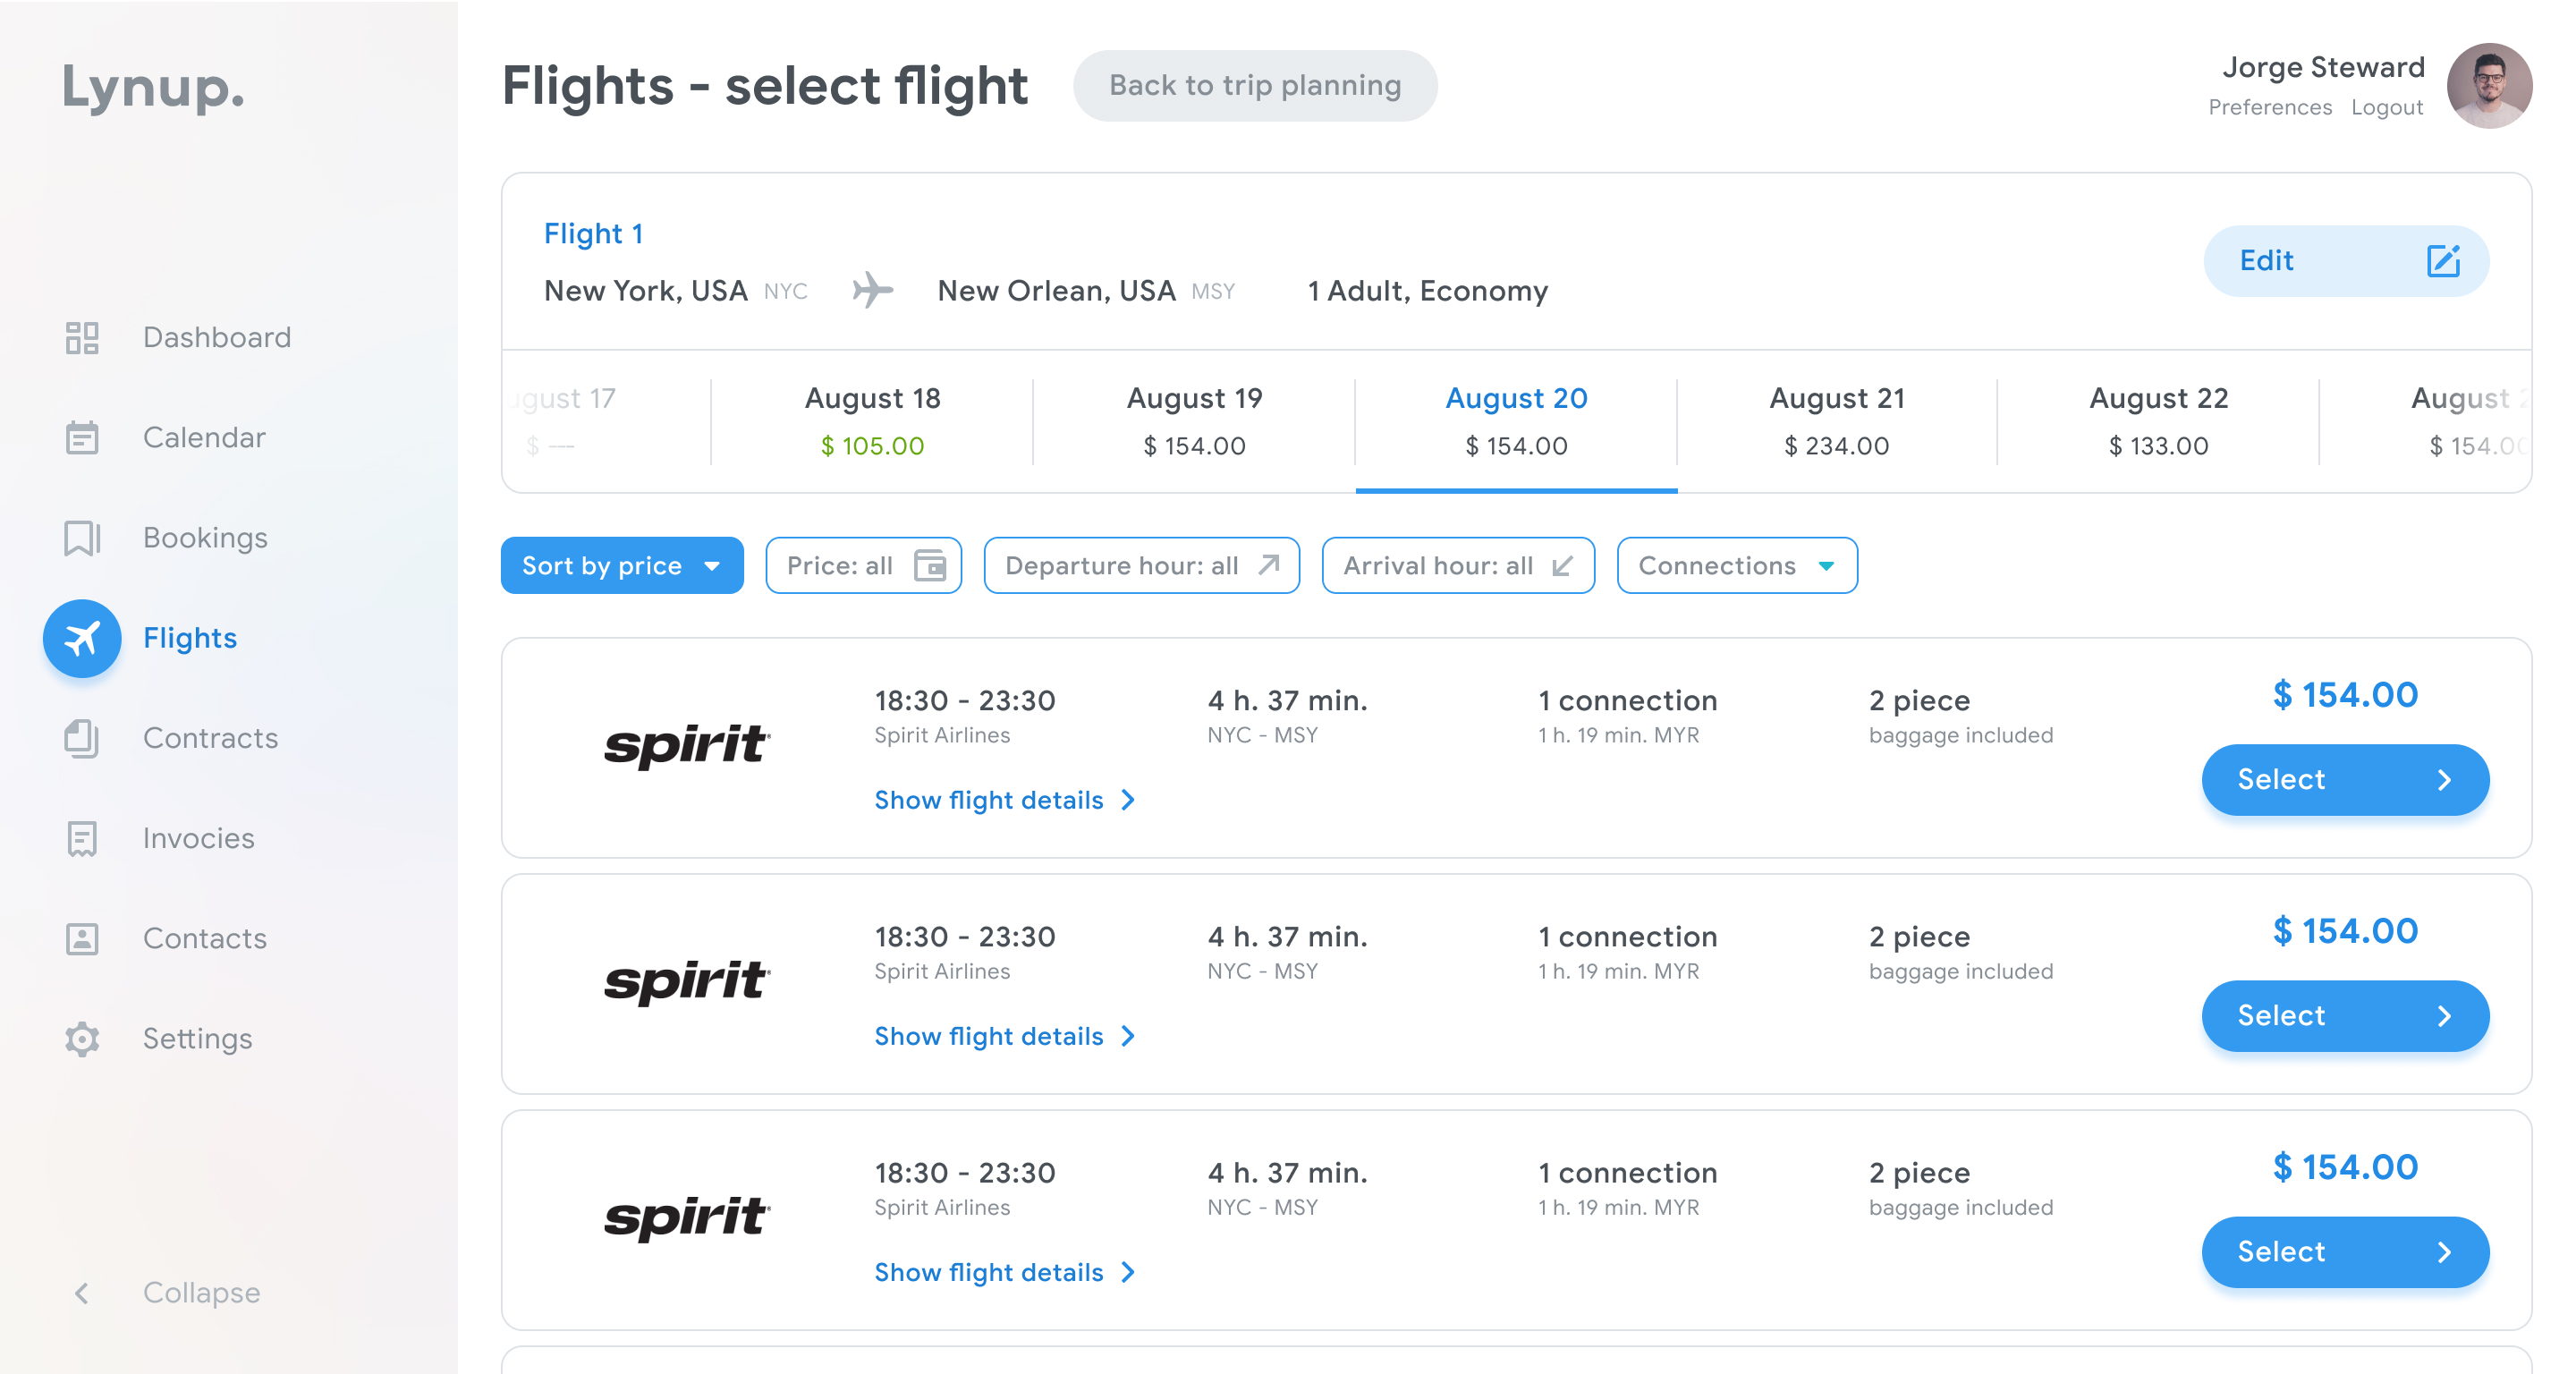 Lynup.
Flights - select flight
Back to trip planning
Jorge Steward
Preferences Logout
Dashboard
Calendar
Bookings
Flights
Contracts
Invocies
Contacts
Settings
Collapse
Flight 1
New York, USA NYC New Orlean, USA MSY 1 Adult, Economy
Edit
ugust 17 August 18 August 19 August 20 August 21 August 22 August 2
$ --- $ 105.00 $ 154.00 $ 154.00 $ 234.00 $ 133.00 $ 154.00
Sort by price Price: all Departure hour: all Arrival hour: all Connections
spirit
18:30 - 23:30 4 h. 37 min. 1 connection 2 piece $ 154.00
Spirit Airlines NYC - MSY 1 h. 19 min. MYR baggage included
Show flight details Select
spirit
18:30 - 23:30 4 h. 37 min. 1 connection 2 piece $ 154.00
Spirit Airlines NYC - MSY 1 h. 19 min. MYR baggage included
Show flight details Select
spirit
18:30 - 23:30 4 h. 37 min. 1 connection 2 piece $ 154.00
Spirit Airlines NYC - MSY 1 h. 19 min. MYR baggage included
Show flight details Select